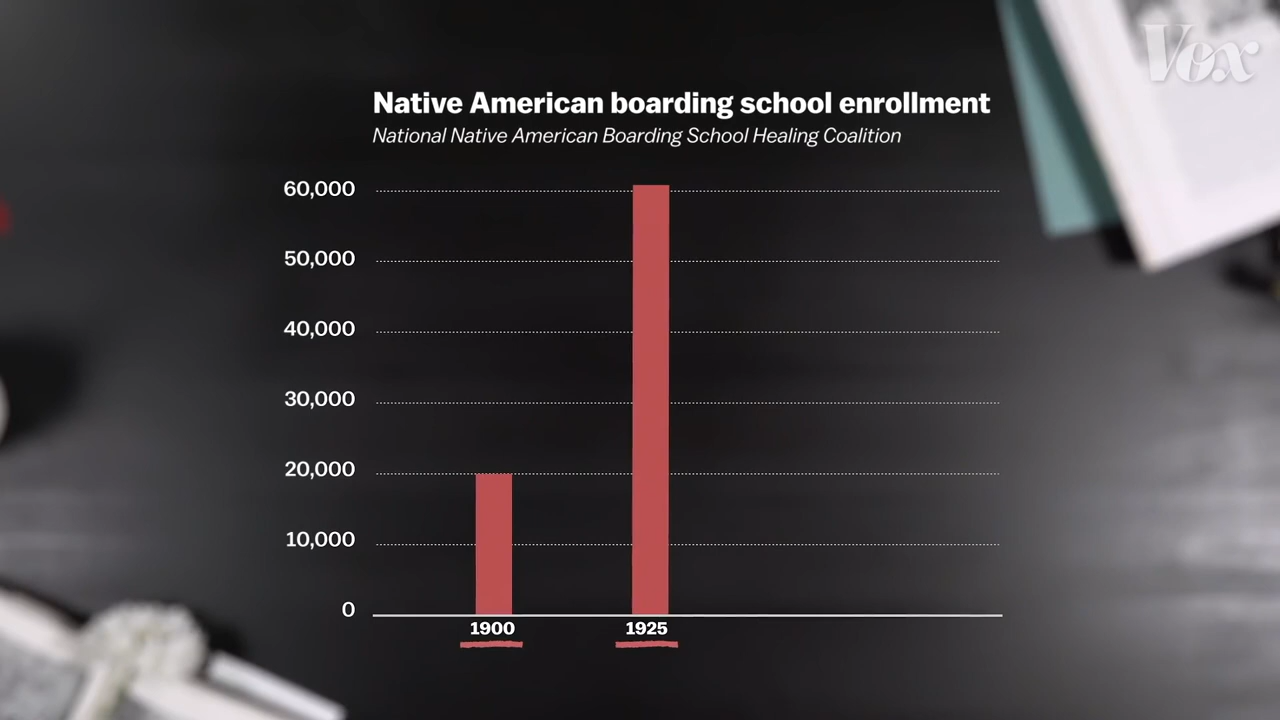 Vox
Native American boarding school enrollment
National Native American Boarding School Healing Coalition
60,000
50,000
40,000
30,000
20,000
10,000
0
1900 1925